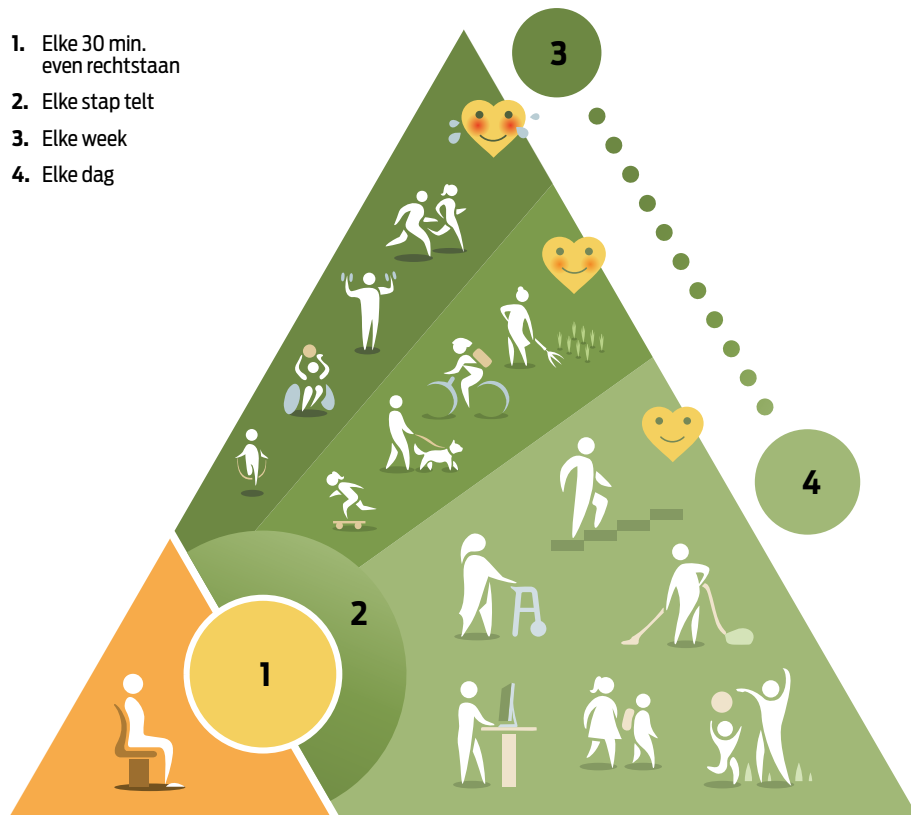 1. Elke 30 min.
even rechtstaan
2. Elke stap telt
3. Elke week
4. Elke dag
3
4
2
1